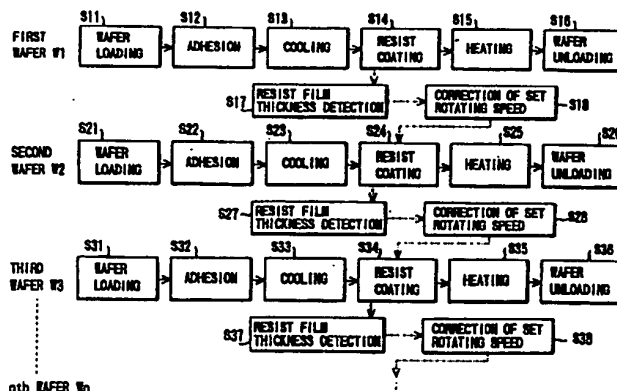 S11 S12 S13 S14 S15 S16
FIRST
WAFER W1
WAFER
LOADING
ADHESION
COOLING
RESIST
COATING
HEATING
WAFER
UNLOADING
S17
RESIST FILM
THICKNESS DETECTION
CORRECTION OF SET
ROTATING SPEED
S18
S21 S22 S23 S24 S25 S26
SECOND
WAFER W2
WAFER
LOADING
ADHESION
COOLING
RESIST
COATING
HEATING
WAFER
UNLOADING
S27
RESIST FILM
THICKNESS DETECTION
CORRECTION OF SET
ROTATING SPEED
S28
S31 S32 S33 S34 S35 S36
THIRD
WAFER W3
WAFER
LOADING
ADHESION
COOLING
RESIST
COATING
HEATING
WAFER
UNLOADING
S37
RESIST FILM
THICKNESS DETECTION
CORRECTION OF SET
ROTATING SPEED
S38
nth WAFER Wn